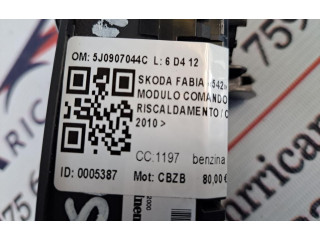 OM: 5J0907044C L: 6 D4 12
SKODA FABIA
MODULO COMANDO
RISCALDAMENTO /
2010 >
CC:1197 benzina
ID: 0005387 Mot: CBZB 80,00 €